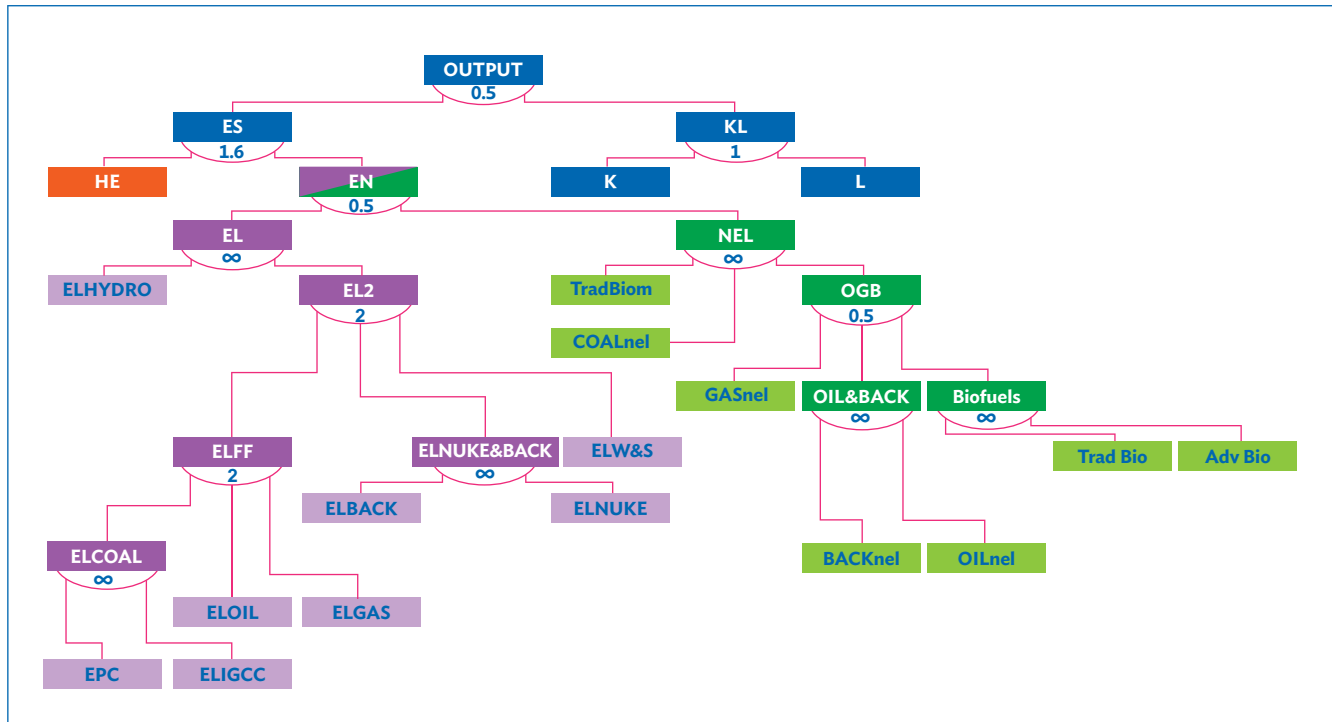 OUTPUT
0.5
ES
KL
1.6
1
HE
EN
K
L
0.5
EL
NEL
∞
∞
ELHYDRO
EL2
TradBiom
OGB
2
0.5
COALnel
GASnel
OIL&BACK
Biofuels
∞
∞
ELFF
ELNUKE&BACK
ELW&S
Trad Bio
Adv Bio
2
∞
ELBACK
ELNUKE
ELCOAL
BACKnel
OILnel
∞
ELOIL
ELGAS
EPC
ELIGCC